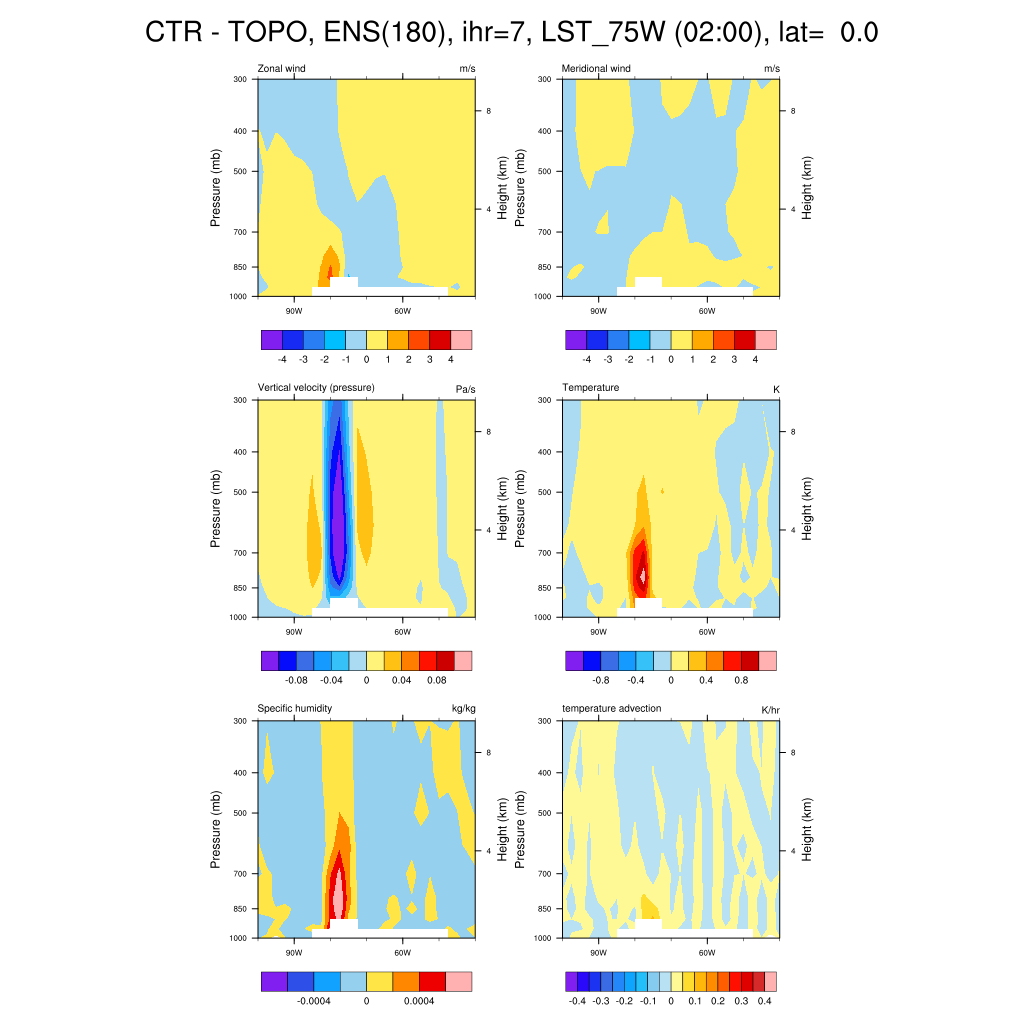 CTR - TOPO, ENS(180), ihr=7, LST_75W (02:00), lat=  0.0
Zonal wind m/s
300
400
500
700
850
1000
Pressure (mb)
8
4
Height (km)
90W 60W
-4 -3 -2 -1 0 1 2 3 4
Meridional wind m/s
300
400
500
700
850
1000
Pressure (mb)
8
4
Height (km)
90W 60W
-4 -3 -2 -1 0 1 2 3 4
Vertical velocity (pressure) Pa/s
300
400
500
700
850
1000
Pressure (mb)
8
4
Height (km)
90W 60W
-0.08 -0.04 0 0.04 0.08
Temperature K
300
400
500
700
850
1000
Pressure (mb)
8
4
Height (km)
90W 60W
-0.8 -0.4 0 0.4 0.8
Specific humidity kg/kg
300
400
500
700
850
1000
Pressure (mb)
8
4
Height (km)
90W 60W
-0.0004 0 0.0004
temperature advection K/hr
300
400
500
700
850
1000
Pressure (mb)
8
4
Height (km)
90W 60W
-0.4 -0.3 -0.2 -0.1 0 0.1 0.2 0.3 0.4